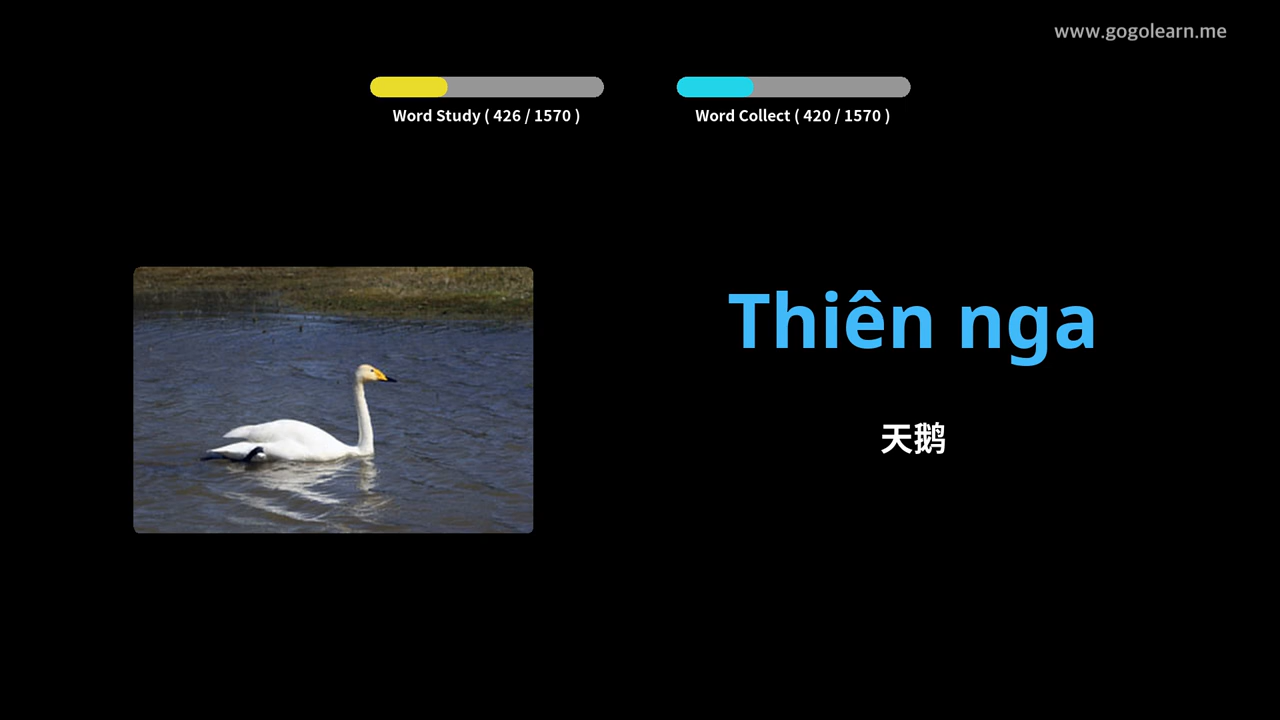 www.gogolearn.me
Word Study ( 426 / 1570 )
Word Collect ( 420 / 1570 )
Thiên nga
天鹅